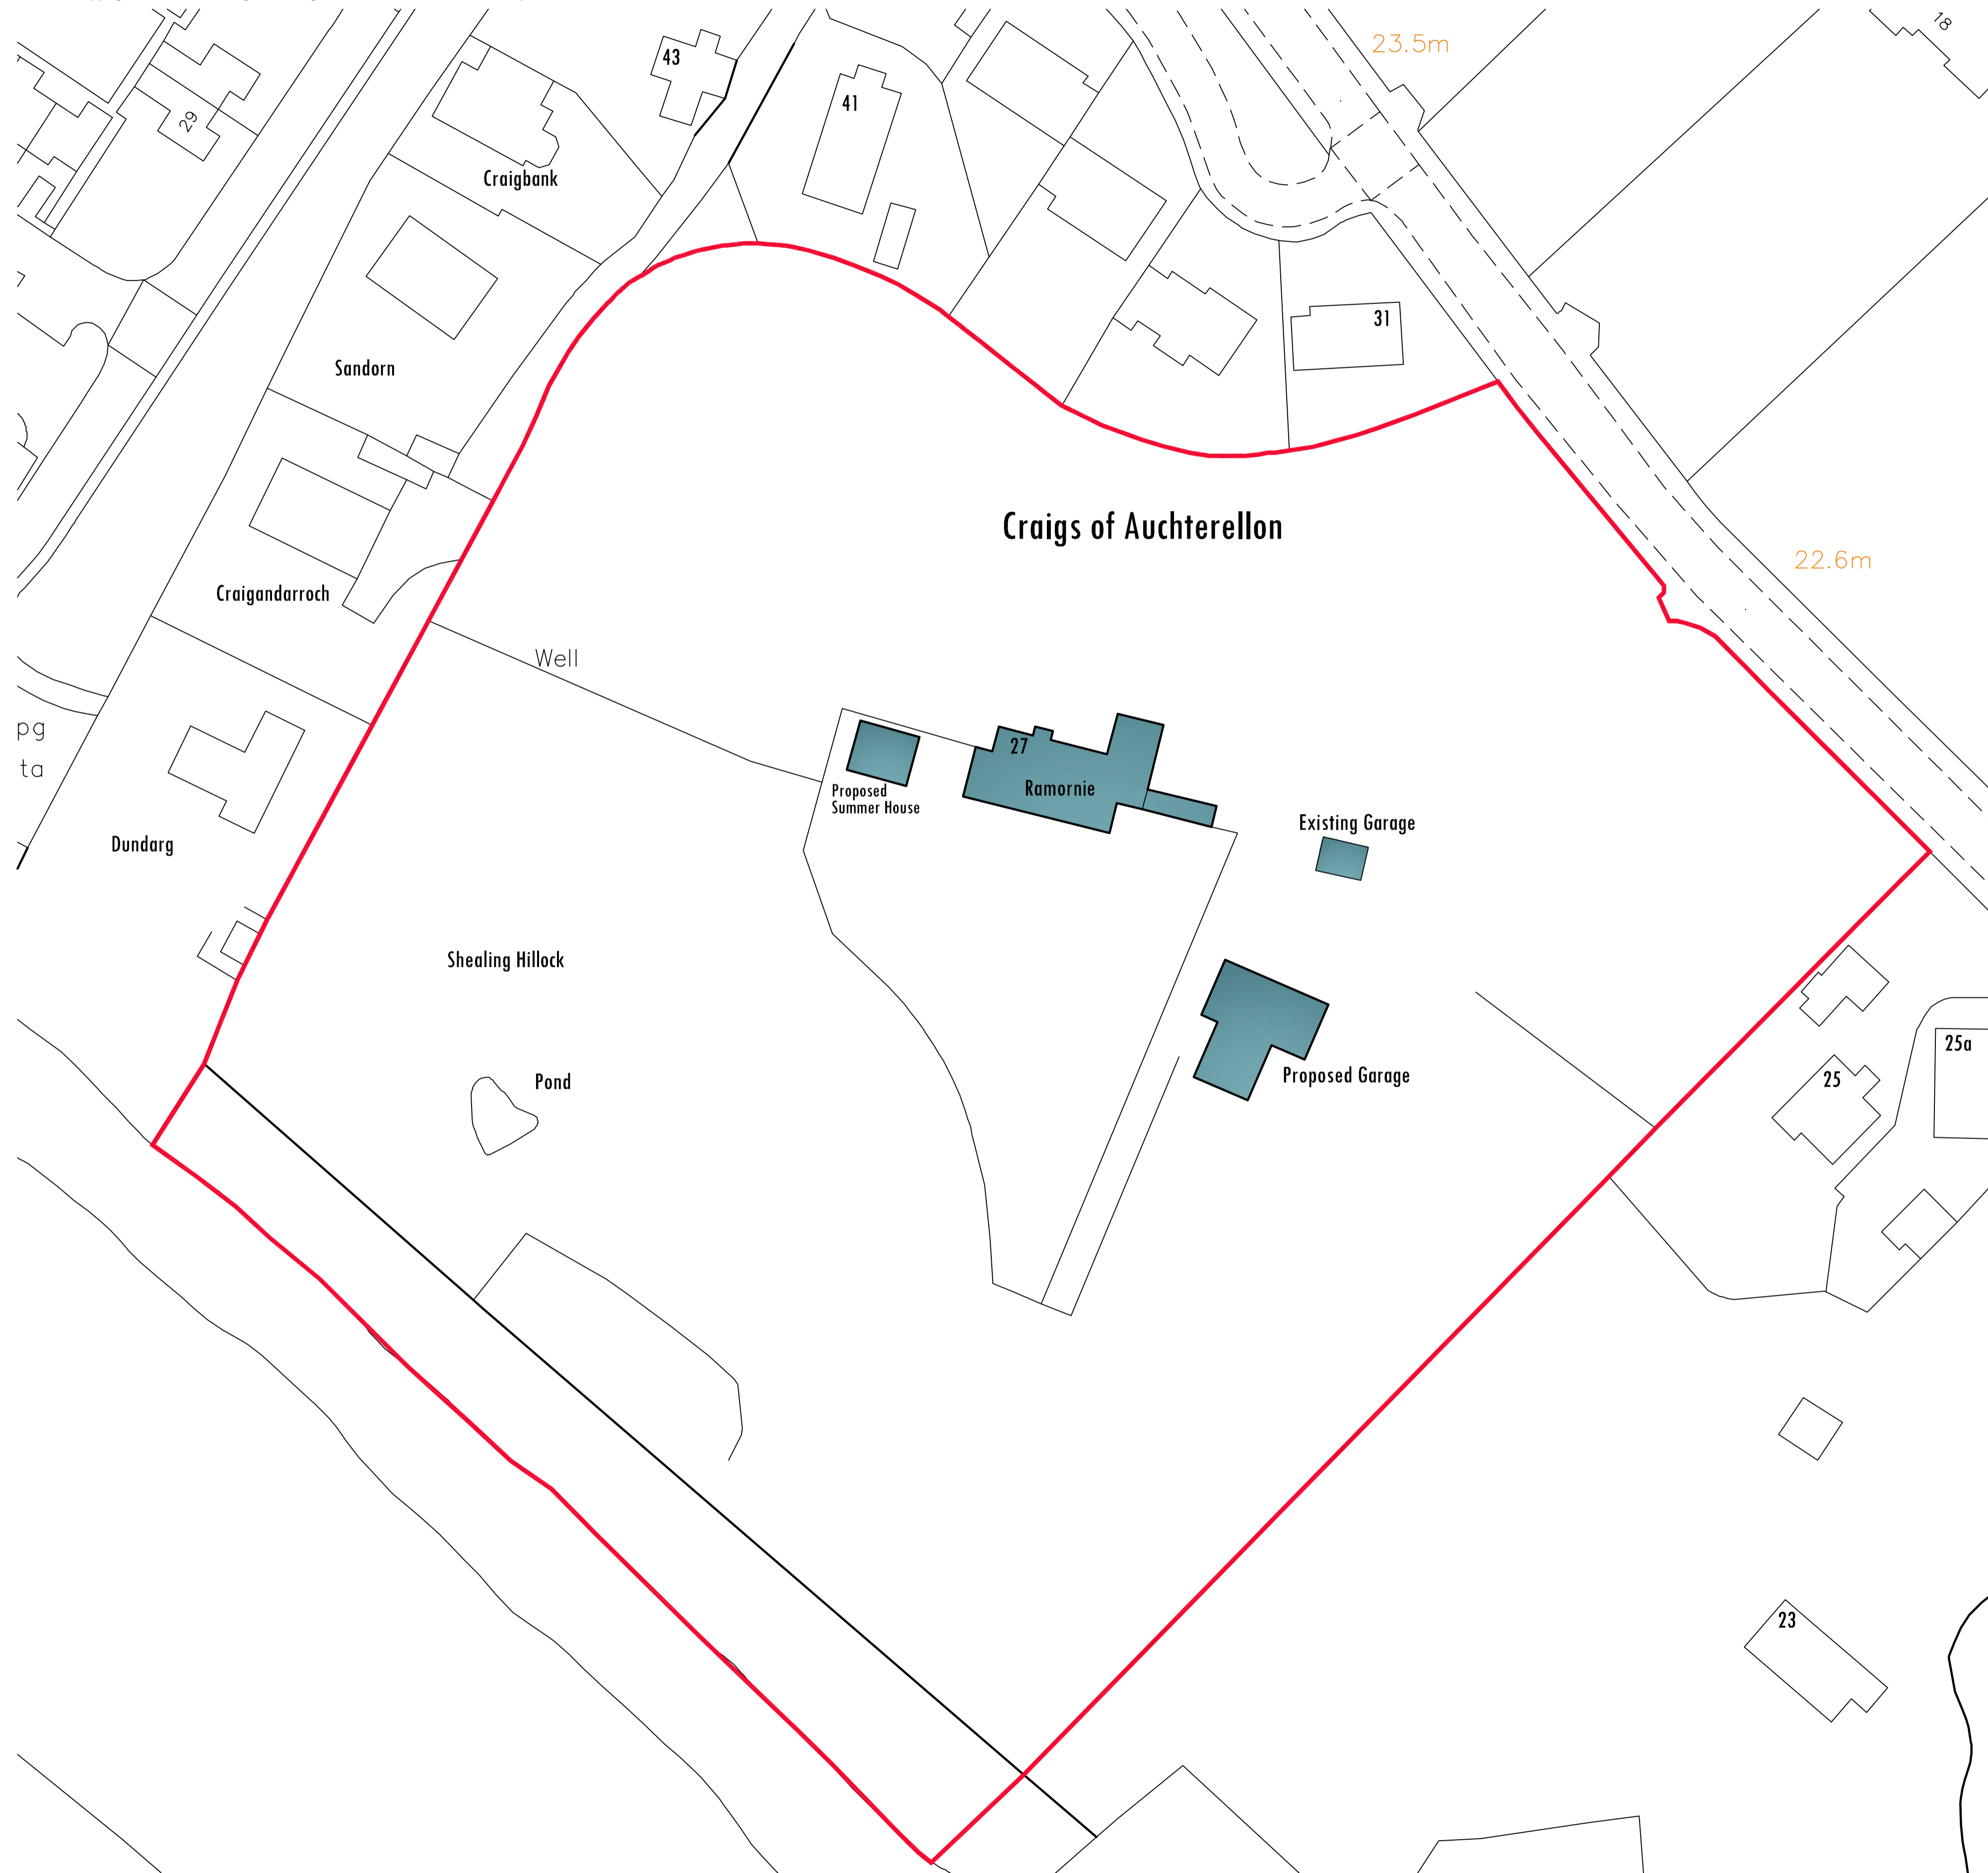 18
23.5m
43
41
29
Craigbank
31
Sandorn
Craigs of Auchterellon
22.6m
Craigandarroch
Well
pg
ta
27
Ramornie
Proposed
Summer House
Existing Garage
Dundarg
Shealing Hillock
25a
Proposed Garage
25
Pond
23